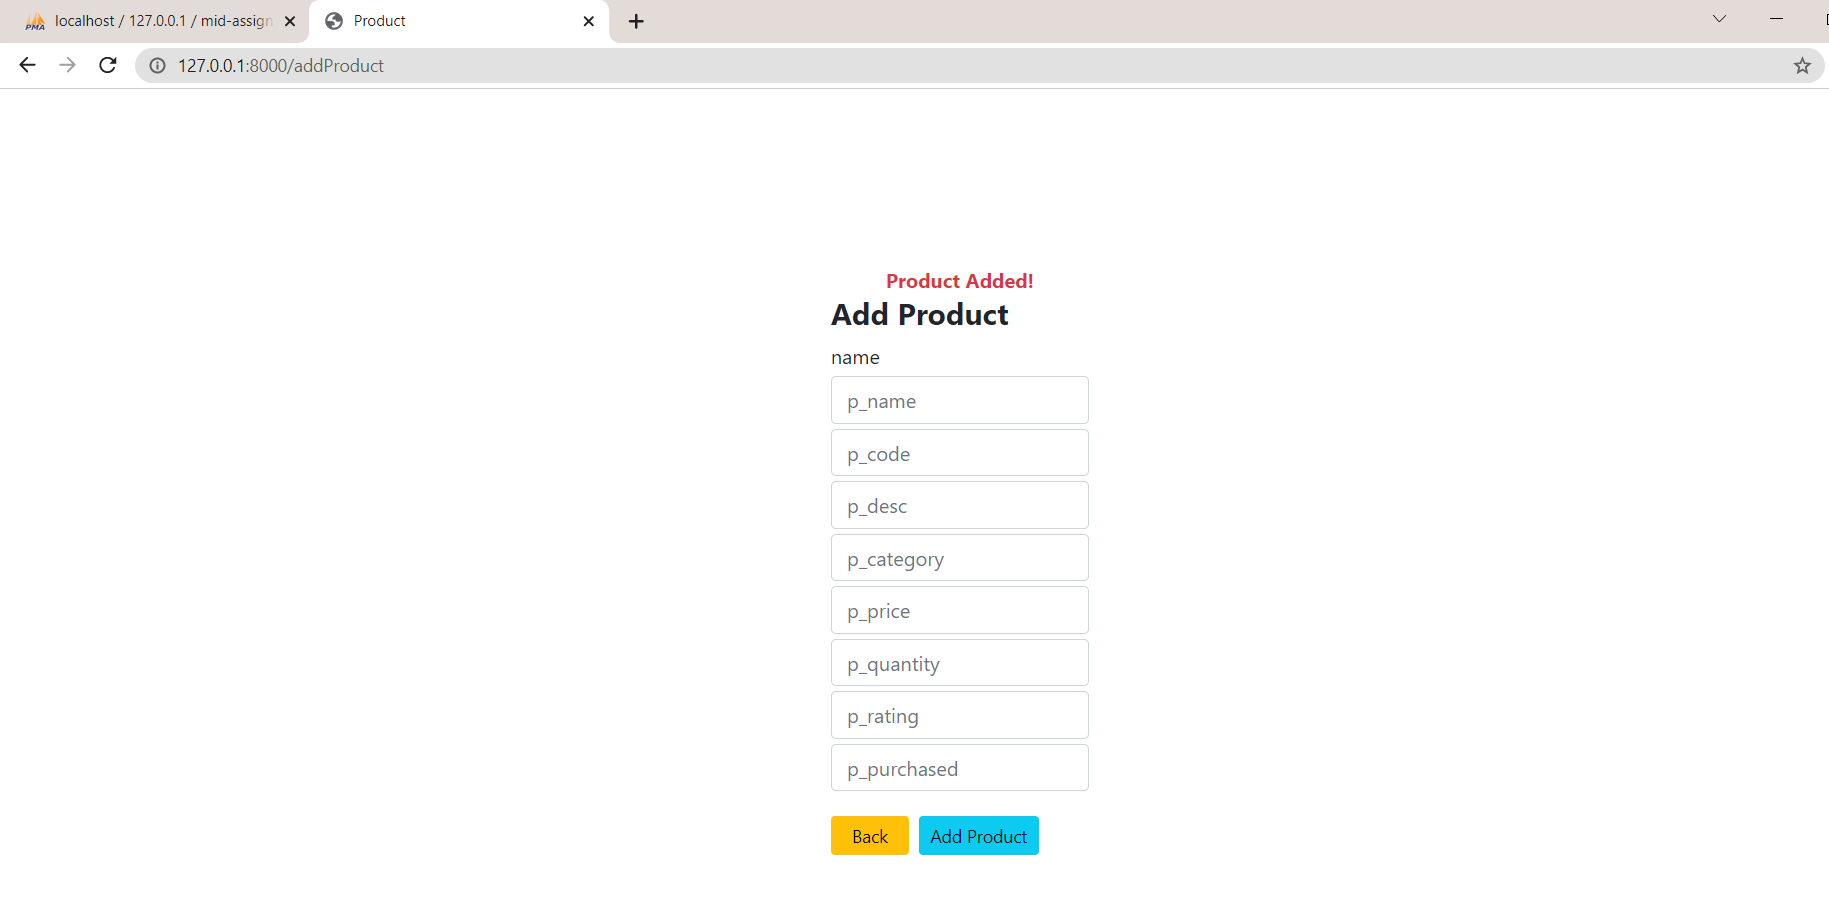 PMA localhost / 127.0.0.1 / mid-assign
Product
127.0.0.1:8000/addProduct
Product Added!
Add Product
name
p_name
p_code
p_desc
p_category
p_price
p_quantity
p_rating
p_purchased
Back Add Product